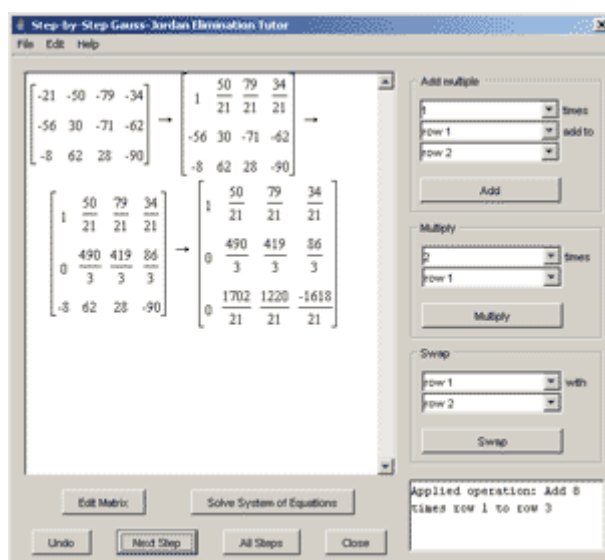 Step-by-Step Gauss-Jordan Elimination Tutor
File Edit Help
-21 -50 -79 -34
-56 30 -71 -62
-8 62 28 -90
→
1 50/21 79/21 34/21
-56 30 -71 -62
-8 62 28 -90
→
1 50/21 79/21 34/21
0 490/3 419/3 86/3
-8 62 28 -90
→
1 50/21 79/21 34/21
0 490/3 419/3 86/3
0 1702/21 1220/21 -1618/21
Add multiple
1 times
row 1 add to
row 2
Add
Multiply
2 times
row 1
Multiply
Swap
row 1 with
row 2
Swap
Edit Matrix Solve System of Equations
Undo Next Step All Steps Close
Applied operation: Add 8
times row 1 to row 3